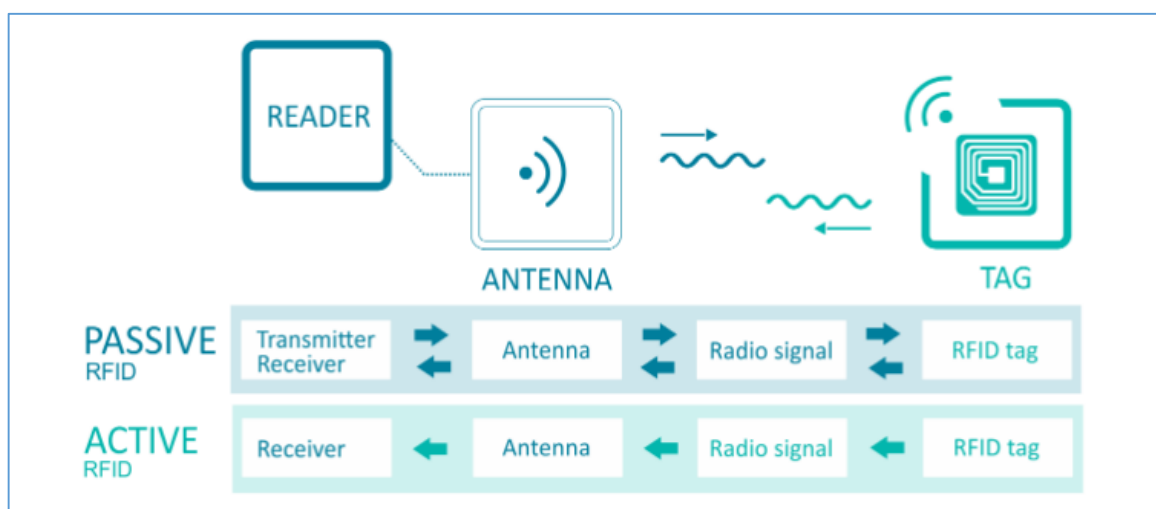 READER
ANTENNA
TAG
PASSIVE
RFID
Transmitter
Receiver
Antenna
Radio signal
RFID tag
ACTIVE
RFID
Receiver
Antenna
Radio signal
RFID tag